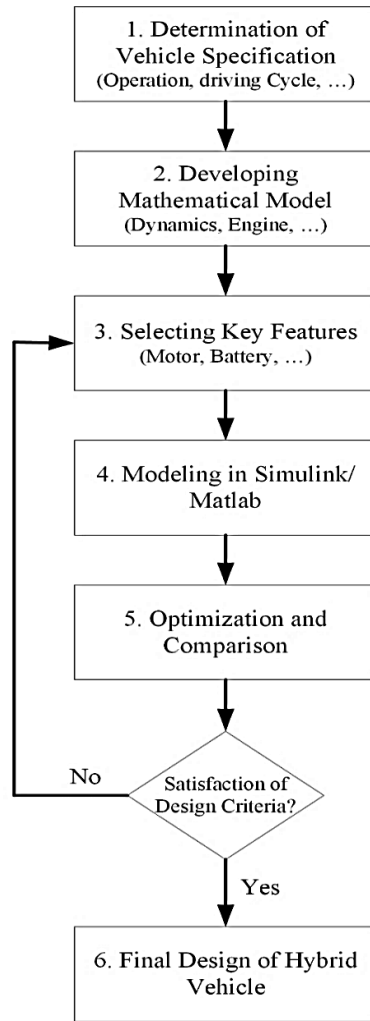 1. Determination of
Vehicle Specification
(Operation, driving Cycle, …)
2. Developing
Mathematical Model
(Dynamics, Engine, …)
3. Selecting Key Features
(Motor, Battery, …)
4. Modeling in Simulink/
Matlab
5. Optimization and
Comparison
Satisfaction of
Design Criteria?
No
Yes
6. Final Design of Hybrid
Vehicle